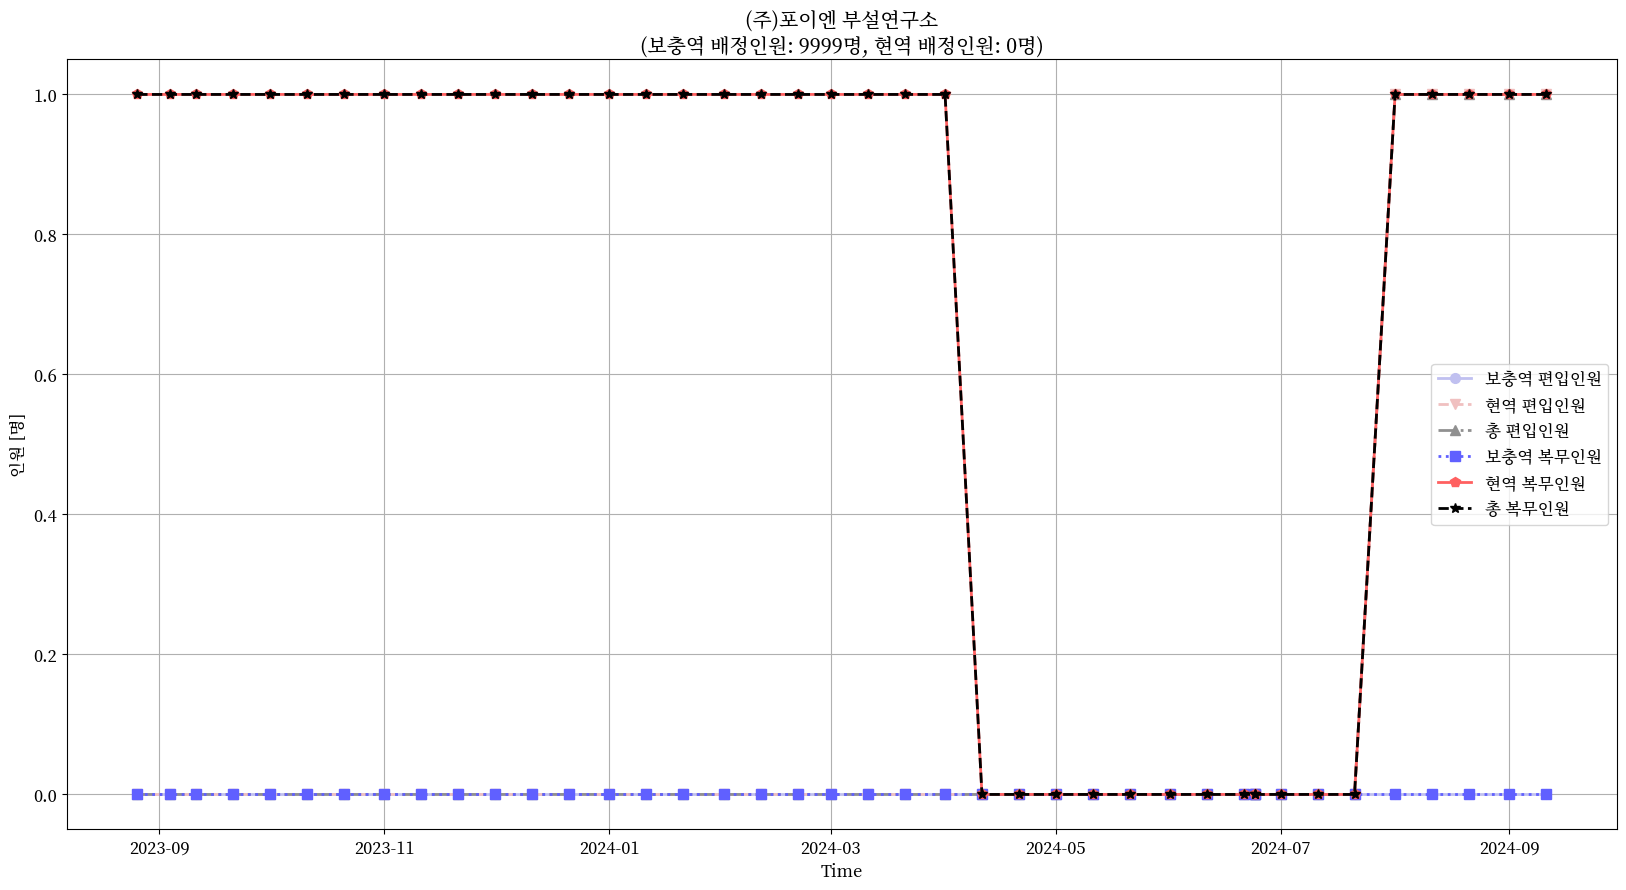 (주)포이엔 부설연구소
(보충역 배정인원: 9999명, 현역 배정인원: 0명)
1.0
0.8
0.6
0.4
0.2
0.0
인원 [명]
보충역 편입인원
현역 편입인원
총 편입인원
보충역 복무인원
현역 복무인원
총 복무인원
2023-09
2023-11
2024-01
2024-03
2024-05
2024-07
2024-09
Time